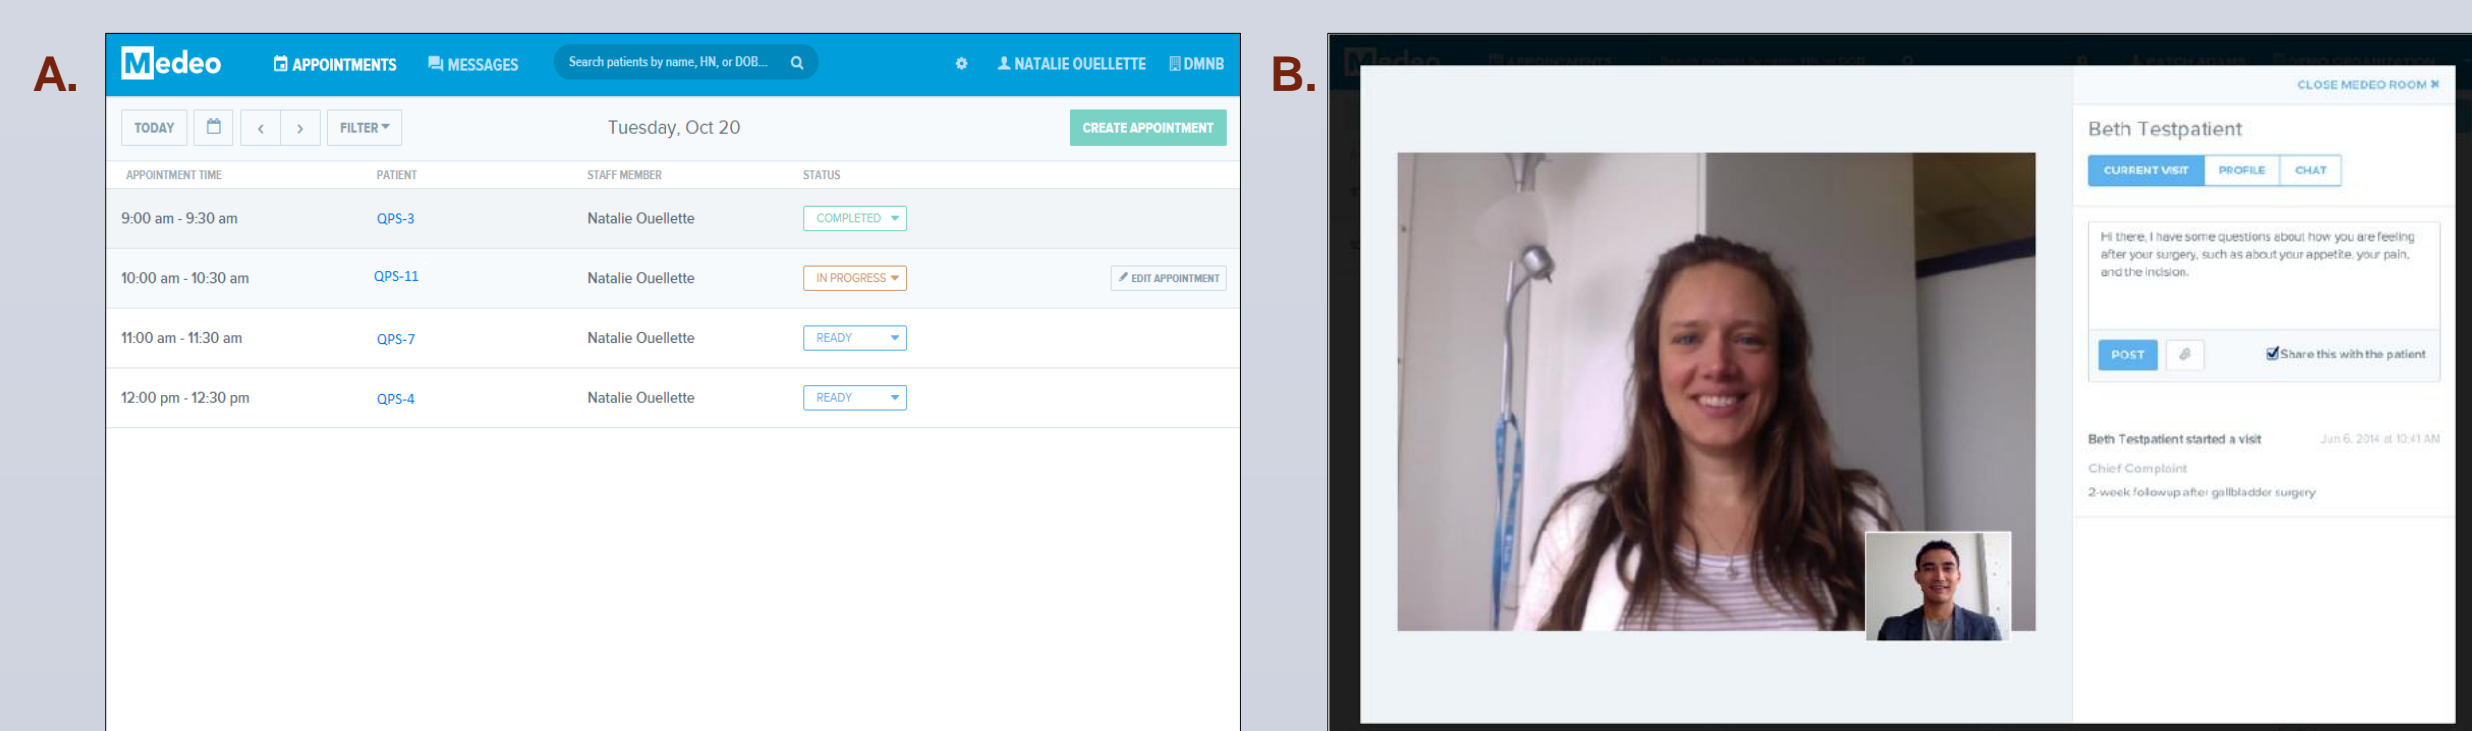 A.
Medeo
APPOINTMENTS
MESSAGES
Search patients by name, HN, or DOB...
NATALIE OUELLETTE
DMNB
TODAY
FILTER
Tuesday, Oct 20
CREATE APPOINTMENT
APPOINTMENT TIME PATIENT STAFF MEMBER STATUS
9:00 am - 9:30 am QPS-3 Natalie Ouellette COMPLETED
10:00 am - 10:30 am QPS-11 Natalie Ouellette IN PROGRESS EDIT APPOINTMENT
11:00 am - 11:30 am QPS-7 Natalie Ouellette READY
12:00 pm - 12:30 pm QPS-4 Natalie Ouellette READY
B.
Medeo
CLOSE MEDEO ROOM
Beth Testpatient
CURRENT VISIT PROFILE CHAT
Hi there, I have some questions about how you are feeling
after your surgery, such as about your appetite, your pain,
and the incision.
POST
Share this with the patient
Beth Testpatient started a visit Jun 6, 2014 at 10:41 AM
Chief Complaint
2-week followup after gallbladder surgery